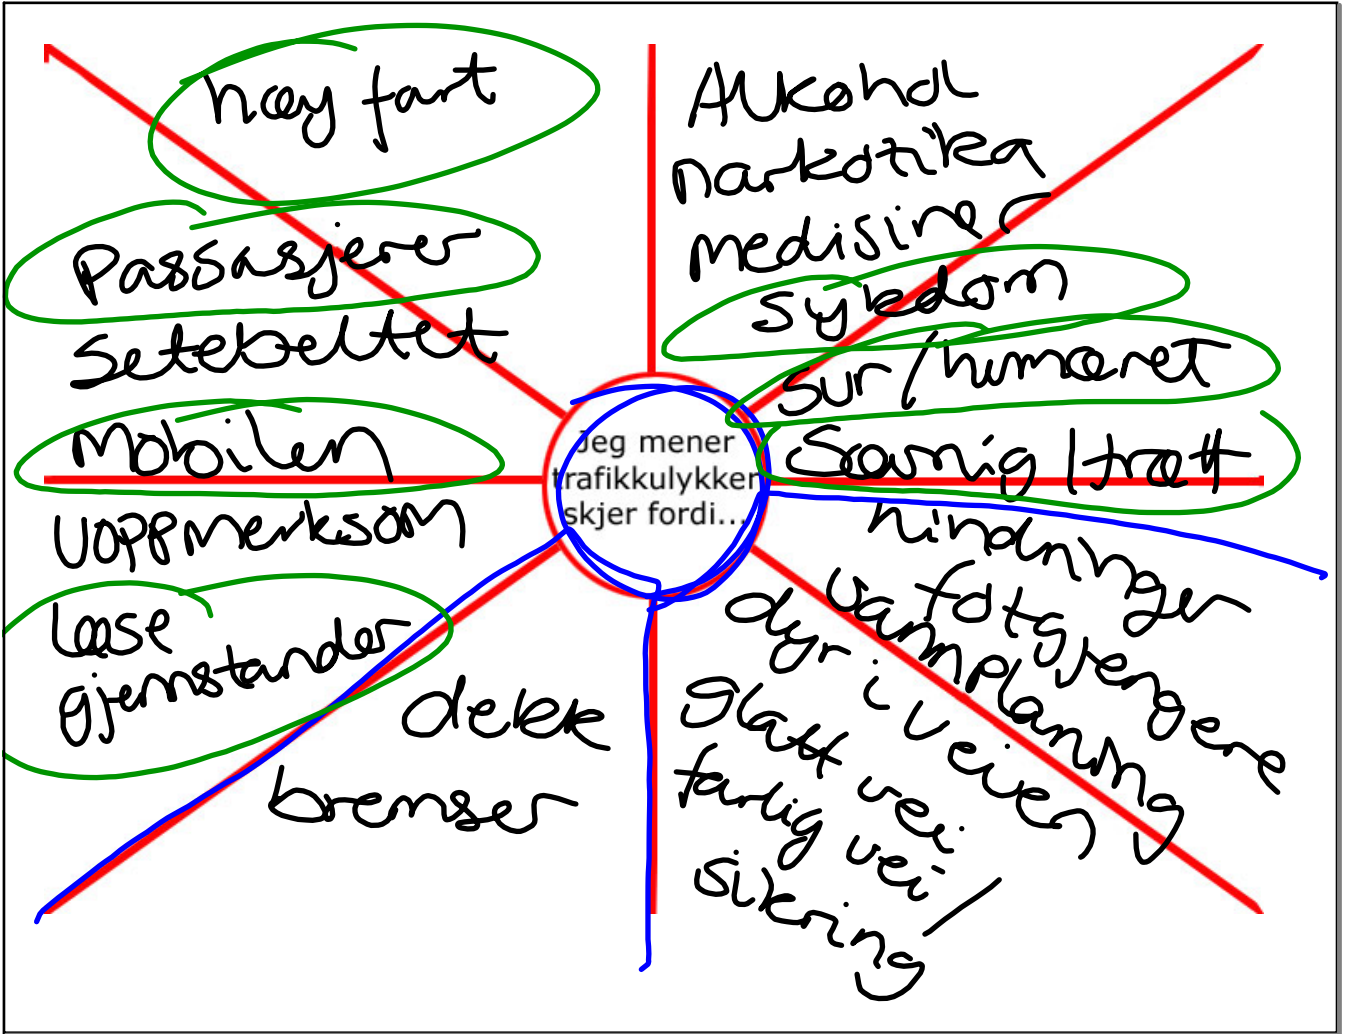 høy fart
Passasjerer
Setebeltet
Mobilen
uoppmerksom
løse
gjenstander
dekk
bremser
Jeg mener
trafikkulykker
skjer fordi...
Alkohol
narkotika
medisiner
sykdom
sur/humøret
Søvnig/trøtt
hindringer
fotgjengere
vannplaning
dyr i veien
Glatt vei
farlig vei/
sikring